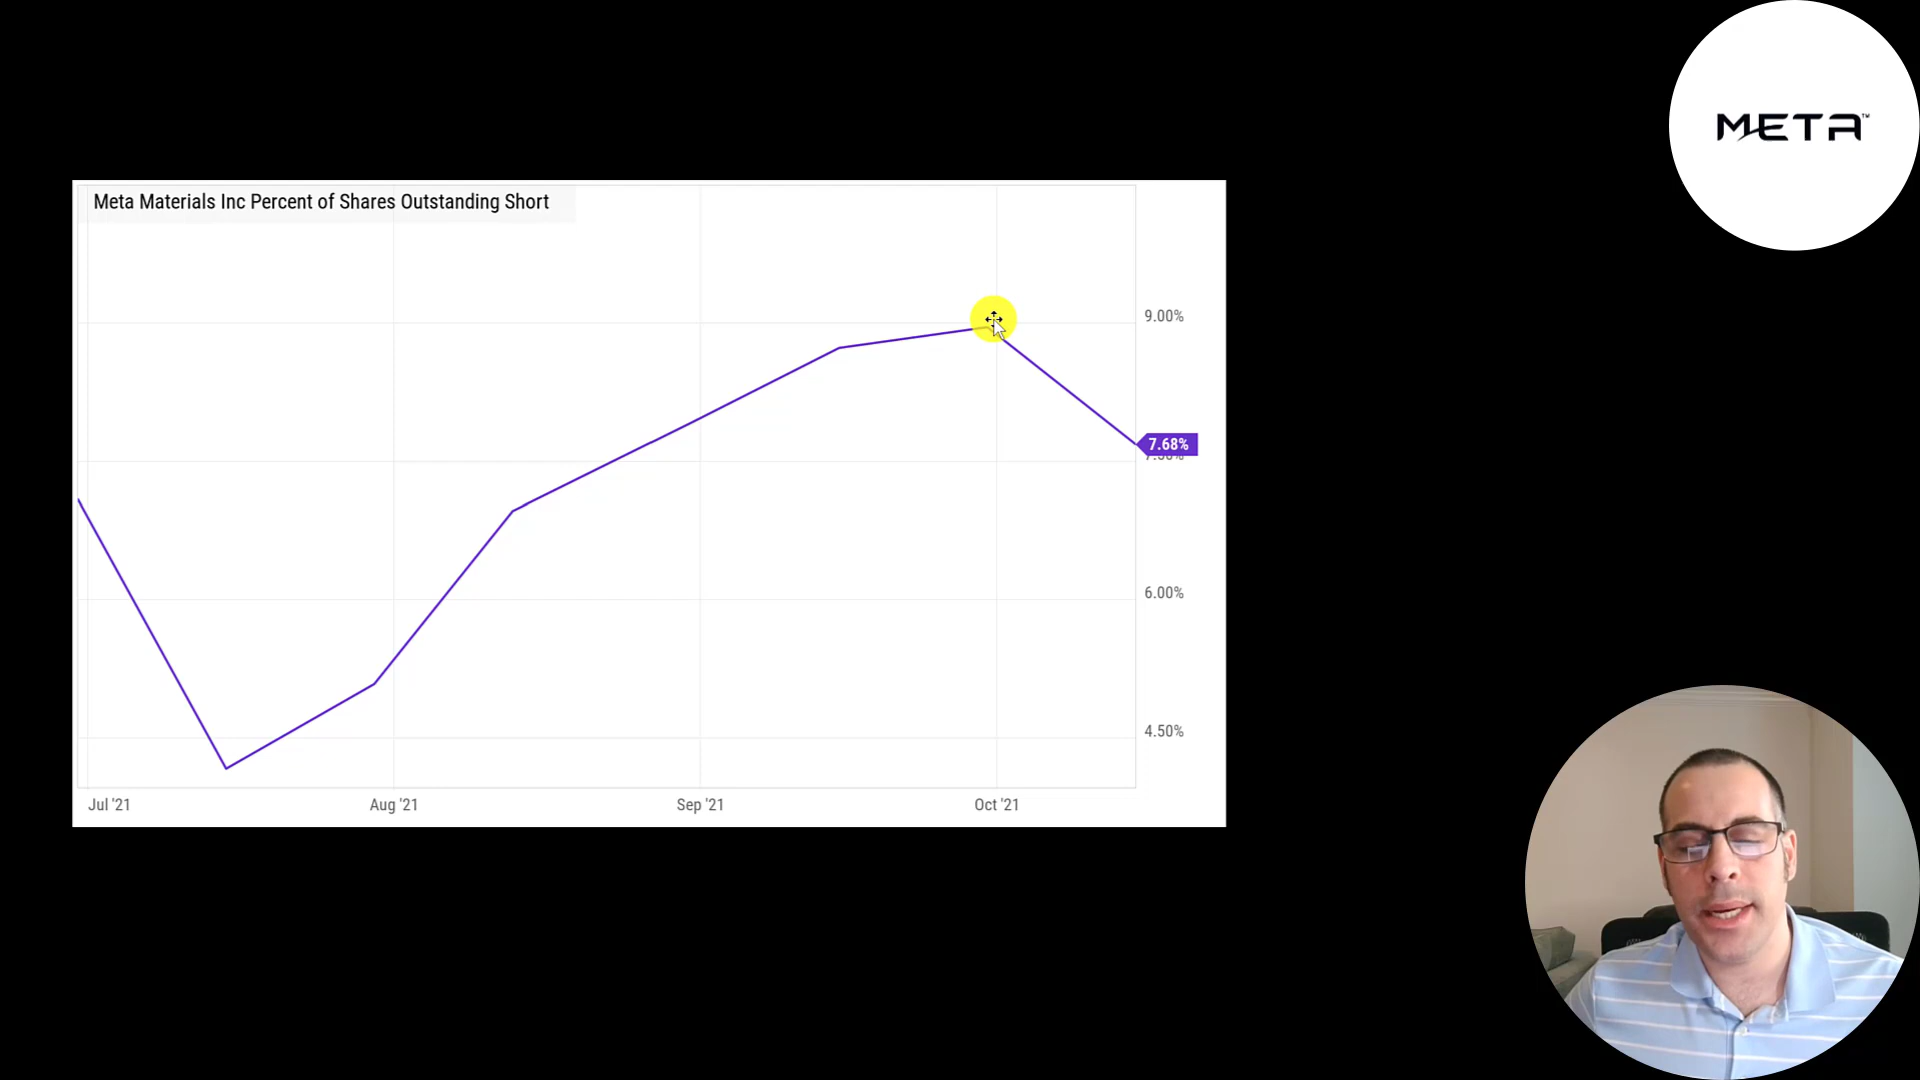 META™
Meta Materials Inc Percent of Shares Outstanding Short
9.00%
7.68%
6.00%
4.50%
Jul '21
Aug '21
Sep '21
Oct '21